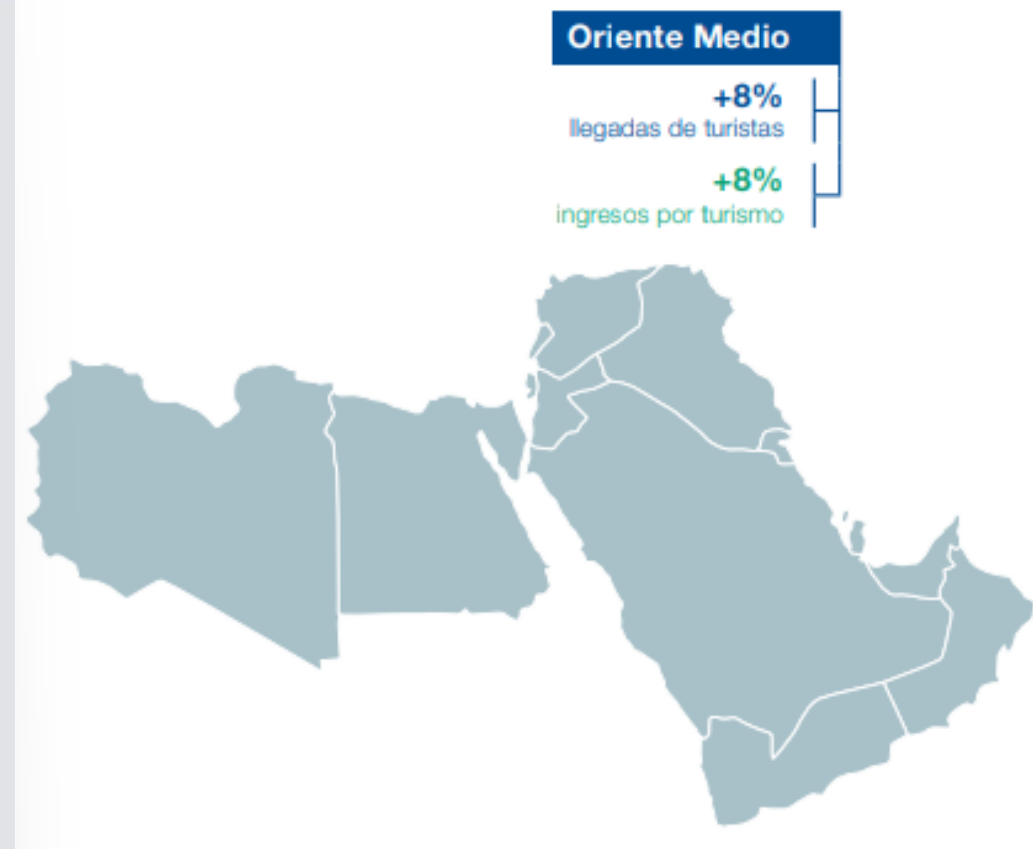 Oriente Medio
+8%
llegadas de turistas
+8%
ingresos por turismo